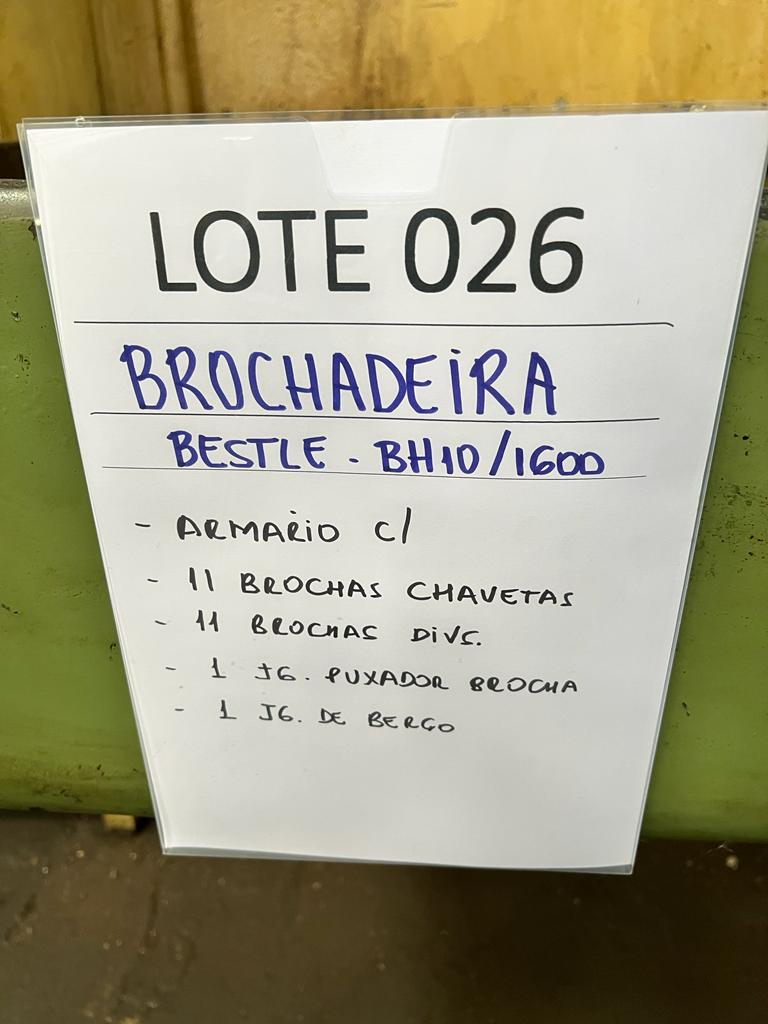 LOTE 026
BROCHADEIRA
BESTLE - BH10/1600
- ARMARIO C/
- 11 BROCHAS CHAVETAS
- 11 BROCHAS DIVS.
- 1 JG. PUXADOR BROCHA
- 1 JG. DE BERÇO